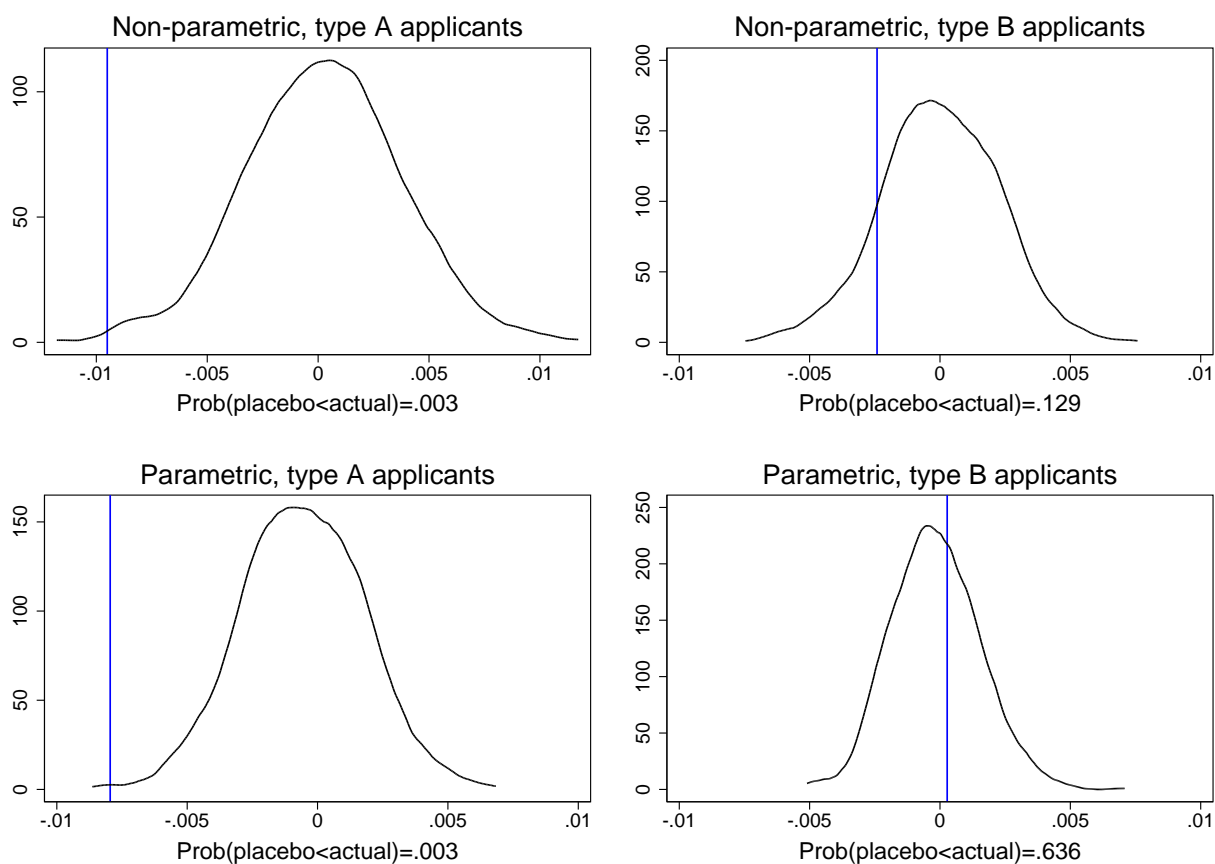 Non-parametric, type A applicants
0 50 100
-.01 -.005 0 .005 .01
Prob(placebo<actual)=.003
Non-parametric, type B applicants
0 50 100 150 200
-.01 -.005 0 .005 .01
Prob(placebo<actual)=.129
Parametric, type A applicants
0 50 100 150
-.01 -.005 0 .005 .01
Prob(placebo<actual)=.003
Parametric, type B applicants
0 50 100 150 200 250
-.01 -.005 0 .005 .01
Prob(placebo<actual)=.636